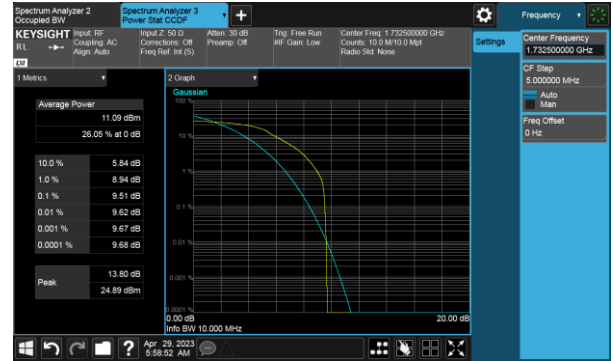 Spectrum Analyzer 2
Occupied BW
Spectrum Analyzer 3
Power Stat CCDF
KEYSIGHT
RL
Input: RF
Coupling: AC
Align: Auto
Input Z: 50 Ω
Corrections: Off
Freq Ref: Int (S)
Atten: 30 dB
Preamp: Off
Trig: Free Run
#IF Gain: Low
Center Freq: 1.732500000 GHz
Counts: 10.0 M/10.0 Mpt
Radio Std: None
LXI
1 Metrics
Average Power
11.09 dBm
26.05 % at 0 dB
10.0 % 5.84 dB
1.0 % 8.94 dB
0.1 % 9.51 dB
0.01 % 9.62 dB
0.001 % 9.67 dB
0.0001 % 9.68 dB
Peak
13.80 dB
24.89 dBm
2 Graph
Gaussian
100 %
10 %
1 %
0.1 %
0.01 %
0.001 %
0.0001 %
0.00 dB
20.00 dB
Info BW 10.000 MHz
Frequency
Settings
Center Frequency
1.732500000 GHz
CF Step
5.000000 MHz
Auto
Man
Freq Offset
0 Hz
?
Apr 29, 2023
5:58:52 AM